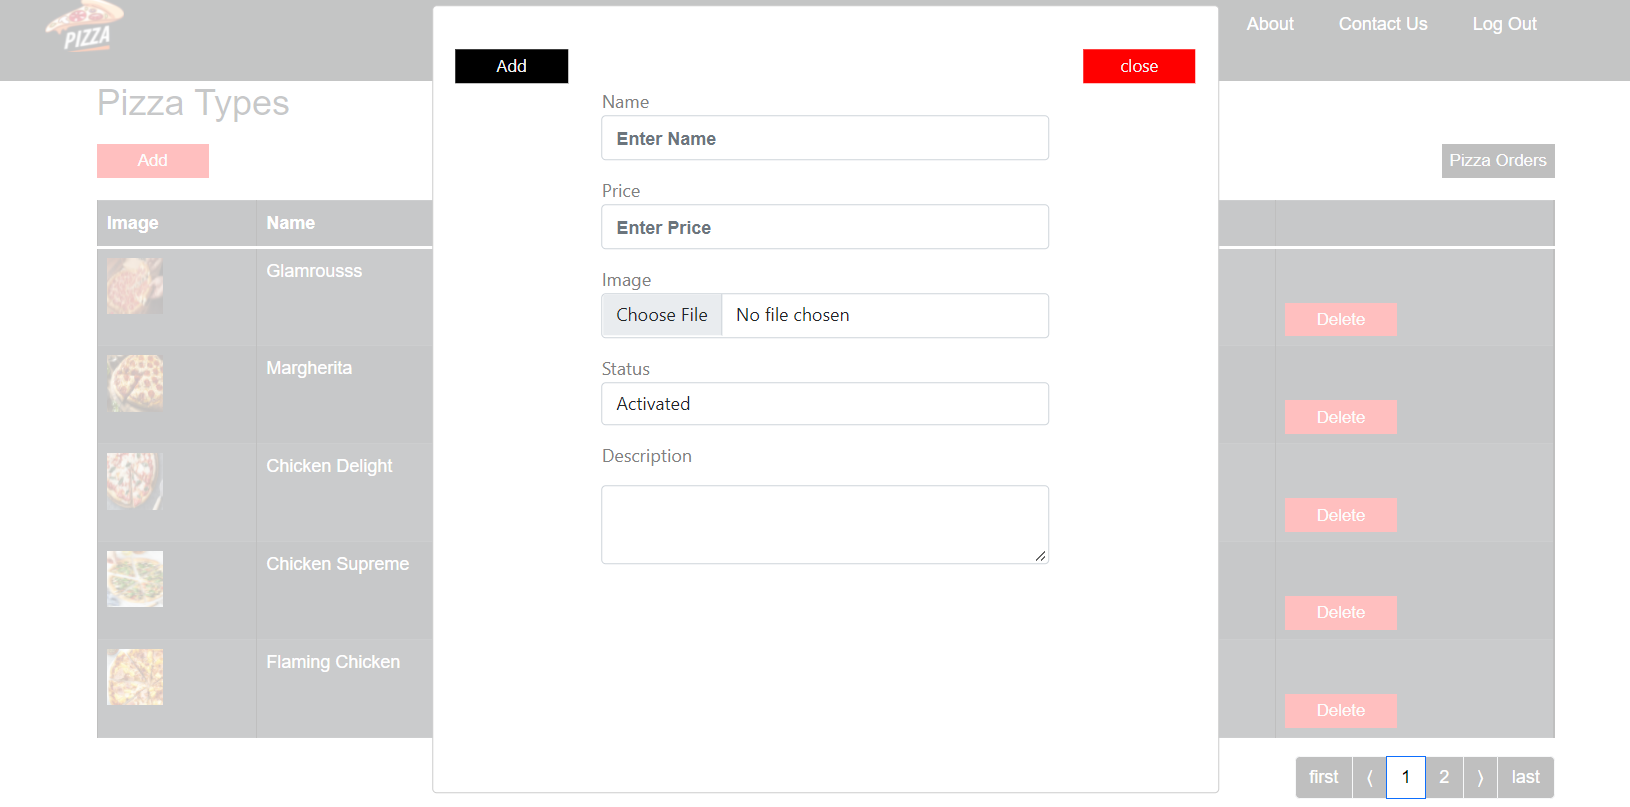 PIZZA
About
Contact Us
Log Out
Pizza Types
Add
Pizza Orders
Image
Name
Glamrousss
Delete
Margherita
Delete
Chicken Delight
Delete
Chicken Supreme
Delete
Flaming Chicken
Delete
first ⟨ 1 2 ⟩ last
Add
close
Name
Enter Name
Price
Enter Price
Image
Choose File No file chosen
Status
Activated
Description